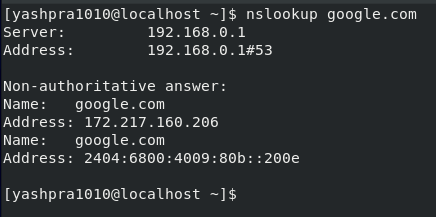 [yashpra1010@localhost ~]$ nslookup google.com
Server:         192.168.0.1
Address:        192.168.0.1#53

Non-authoritative answer:
Name:   google.com
Address: 172.217.160.206
Name:   google.com
Address: 2404:6800:4009:80b::200e

[yashpra1010@localhost ~]$